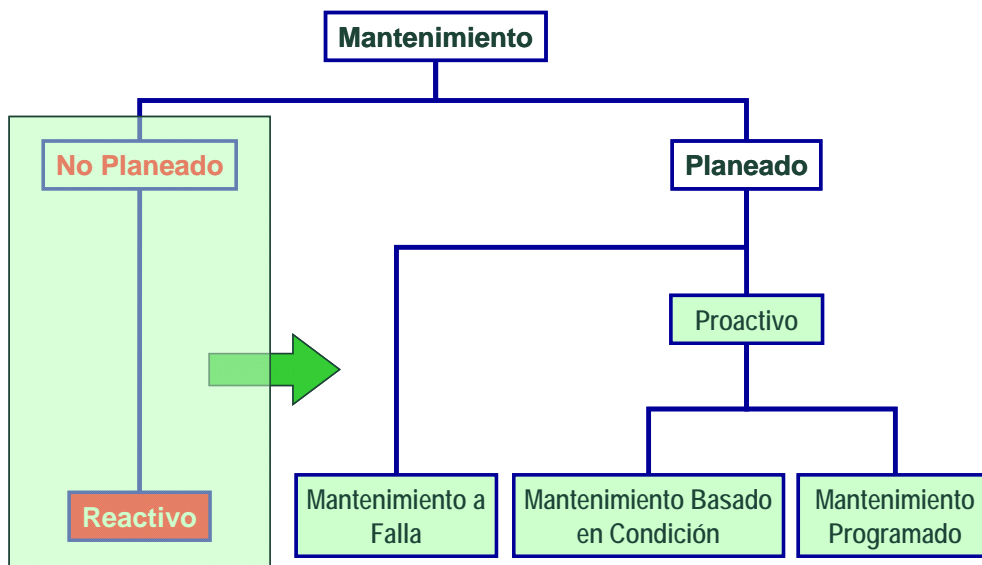 Mantenimiento
No Planeado
Planeado
Proactivo
Reactivo
Mantenimiento a
Falla
Mantenimiento Basado
en Condición
Mantenimiento
Programado